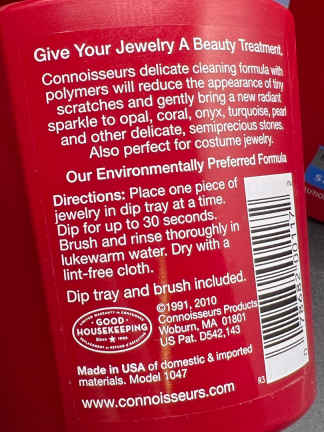 Give Your Jewelry A Beauty Treatment.
Connoisseurs delicate cleaning formula with
polymers will reduce the appearance of tiny
scratches and gently bring a new radiant
sparkle to opal, coral, onyx, turquoise, pearl
and other delicate, semiprecious stones.
Also perfect for costume jewelry.
Our Environmentally Preferred Formula
Directions: Place one piece of
jewelry in dip tray at a time.
Dip for up to 30 seconds.
Brush and rinse thoroughly in
lukewarm water. Dry with a
lint-free cloth.
Dip tray and brush included.
GOOD
HOUSEKEEPING
Since 1909
©1991, 2010
Connoisseurs Products
Woburn, MA 01801
US Pat. D542,143
Made in USA of domestic & imported
materials. Model 1047
www.connoisseurs.com